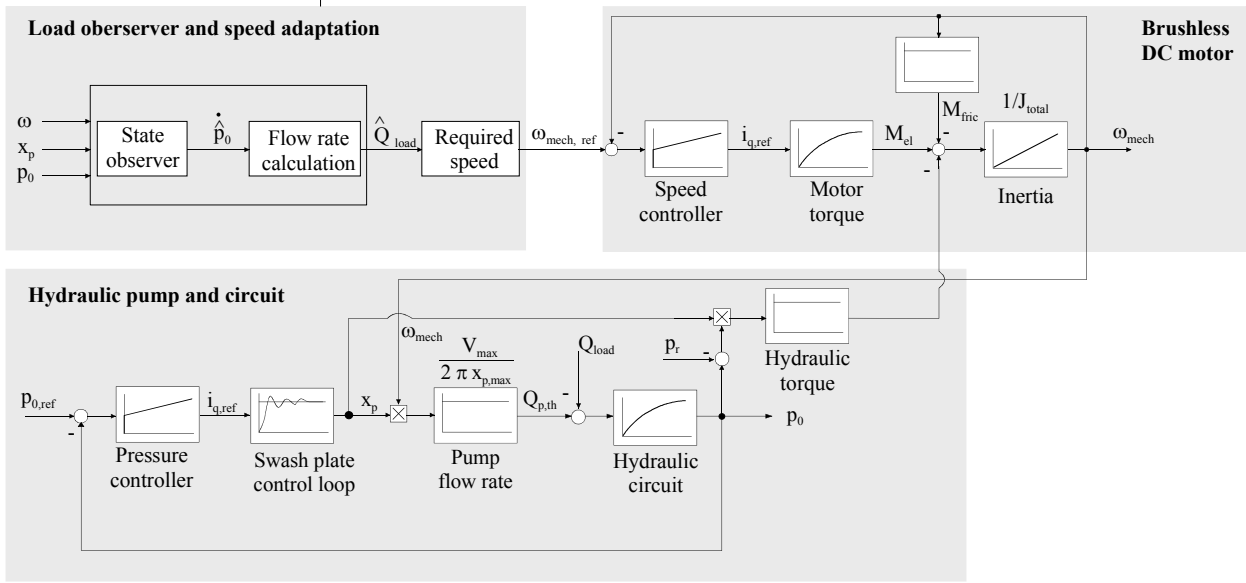 Load oberserver and speed adaptation
Brushless
DC motor
ω
x_p
p_0
State
observer
p̂̇_0
Flow rate
calculation
Q̂_load
Required
speed
ω_mech, ref
-
Speed
controller
i_q,ref
Motor
torque
M_el
M_fric
-
-
1/J_total
Inertia
ω_mech
Hydraulic pump and circuit
p_0,ref
-
Pressure
controller
i_q,ref
Swash plate
control loop
x_p
ω_mech
×
V_max
2 π x_p,max
Pump
flow rate
Q_p,th
-
Q_load
Hydraulic
circuit
p_r
-
×
Hydraulic
torque
p_0